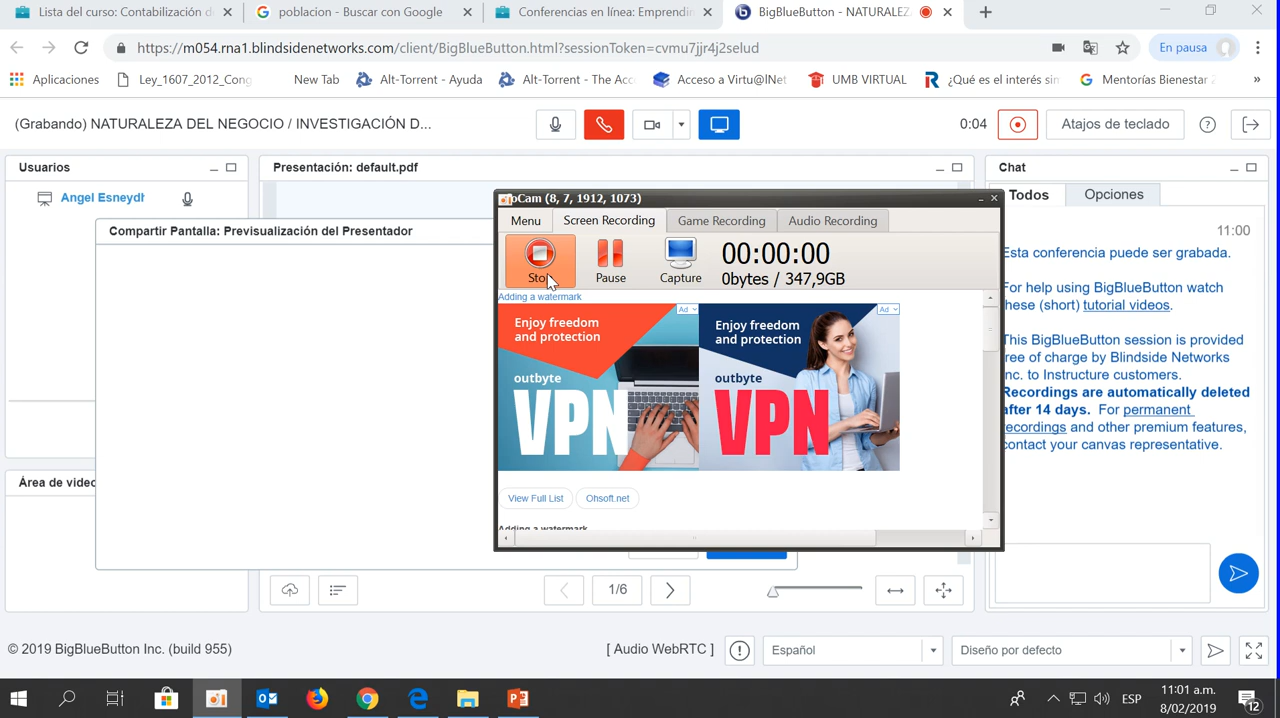 Lista del curso: Contabilización d
poblacion - Buscar con Google
Conferencias en línea: Emprendin
BigBlueButton - NATURALEZ
https://m054.rna1.blindsidenetworks.com/client/BigBlueButton.html?sessionToken=cvmu7jjr4j2selud
En pausa
Aplicaciones
Ley_1607_2012_Cong
New Tab
Alt-Torrent - Ayuda
Alt-Torrent - The Acc
Acceso a Virtu@lNet
UMB VIRTUAL
¿Qué es el interés sim
Mentorías Bienestar
»
(Grabando) NATURALEZA DEL NEGOCIO / INVESTIGACIÓN D...
0:04
Atajos de teclado
Usuarios
Presentación: default.pdf
Chat
Angel Esneydh
Todos
Opciones
Compartir Pantalla: Previsualización del Presentador
oCam (8, 7, 1912, 1073)
Menu
Screen Recording
Game Recording
Audio Recording
Stop
Pause
Capture
00:00:00
0bytes / 347,9GB
Adding a watermark
Ad
Enjoy freedom
and protection
outbyte
VPN
Ad
Enjoy freedom
and protection
outbyte
VPN
View Full List
Ohsoft.net
Adding a watermark
11:00
Esta conferencia puede ser grabada.
For help using BigBlueButton watch
these (short) tutorial videos.
This BigBlueButton session is provided
free of charge by Blindside Networks
Inc. to Instructure customers.
Recordings are automatically deleted
after 14 days. For permanent
recordings and other premium features,
contact your canvas representative.
Área de video
1/6
© 2019 BigBlueButton Inc. (build 955)
[ Audio WebRTC ]
Español
Diseño por defecto
ESP
11:01 a.m.
8/02/2019
12